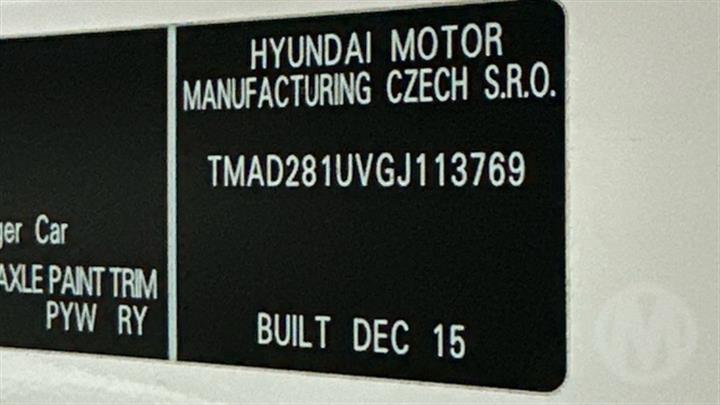 HYUNDAI MOTOR
MANUFACTURING CZECH S.R.O.
TMAD281UVGJ113769
ger Car
AXLE PAINT TRIM
PYW RY
BUILT DEC 15
M